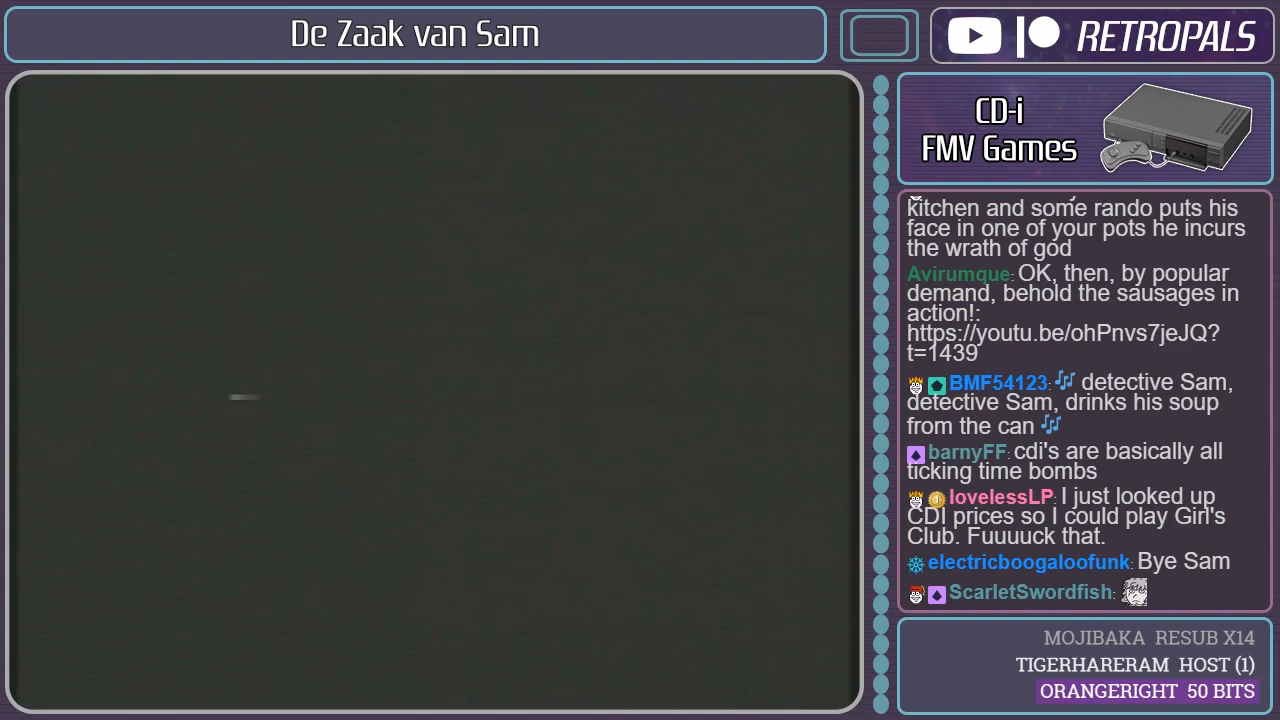 De Zaak van Sam
RETROPALS
CD-i
FMV Games
kitchen and some rando puts his
face in one of your pots he incurs
the wrath of god
Avirumque: OK, then, by popular
demand, behold the sausages in
action!:
https://youtu.be/ohPnvs7jeJQ?
t=1439
BMF54123: 🎶 detective Sam,
detective Sam, drinks his soup
from the can 🎶
barnyFF: cdi's are basically all
ticking time bombs
lovelessLP: I just looked up
CDI prices so I could play Girl's
Club. Fuuuuck that.
electricboogaloofunk: Bye Sam
ScarletSwordfish:
MOJIBAKA RESUB X14
TIGERHARERAM HOST (1)
ORANGERIGHT 50 BITS